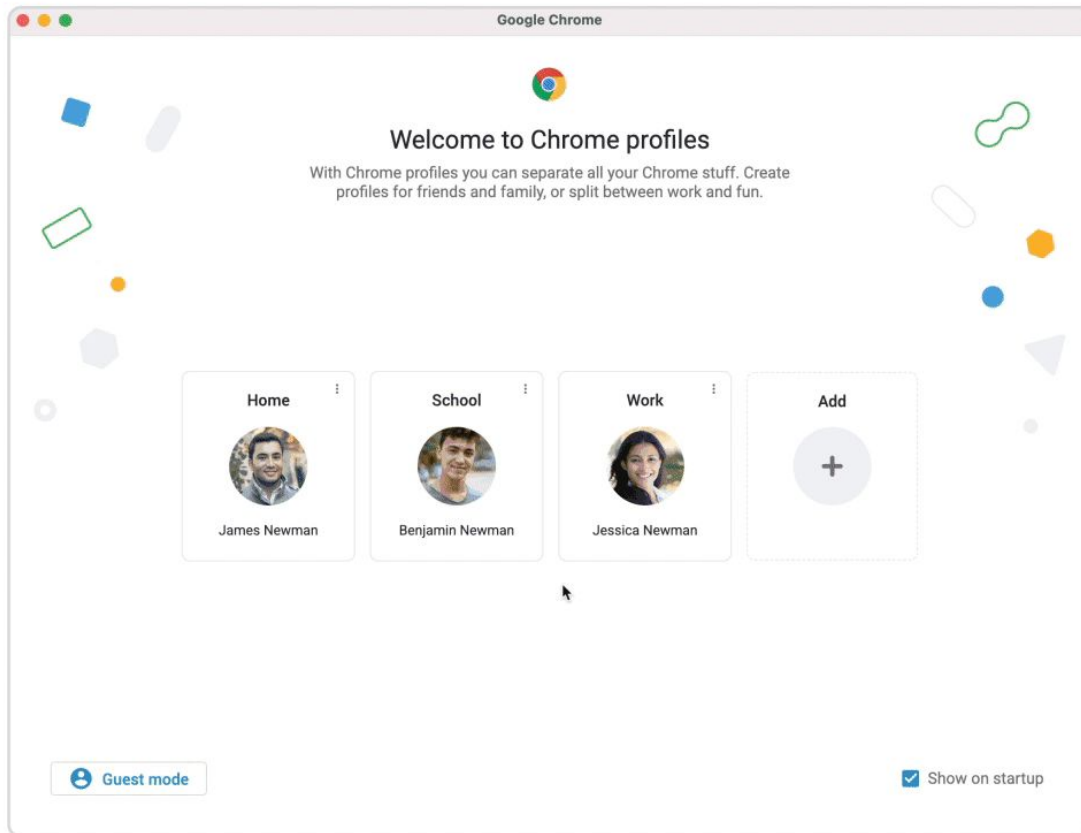 Google Chrome
Welcome to Chrome profiles
With Chrome profiles you can separate all your Chrome stuff. Create
profiles for friends and family, or split between work and fun.
Home
School
Work
Add
James Newman
Benjamin Newman
Jessica Newman
Guest mode
Show on startup